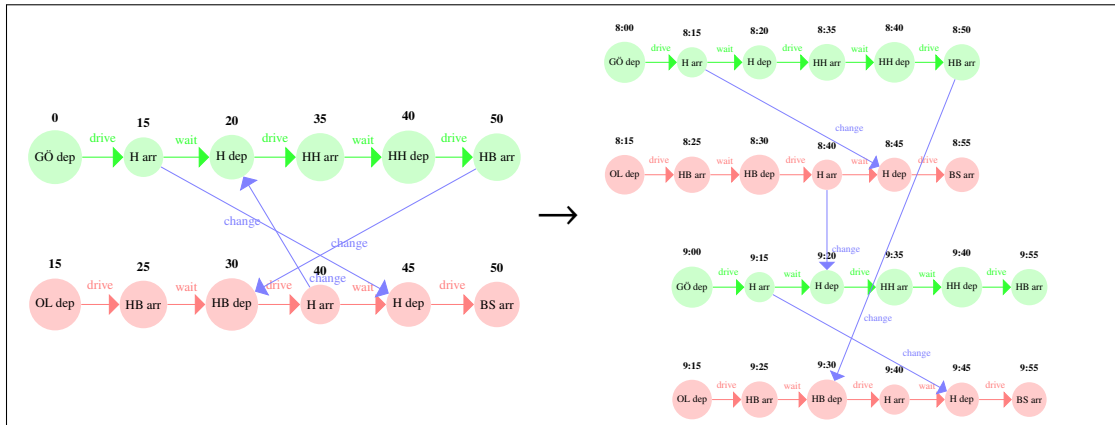 0 15 20 35 40 50
drive wait drive wait drive
GÖ dep H arr H dep HH arr HH dep HB arr
change change
15 25 30 40 45 50
change
drive wait drive wait drive
OL dep HB arr HB dep H arr H dep BS arr
→
8:00 8:15 8:20 8:35 8:40 8:50
drive wait drive wait drive
GÖ dep H arr H dep HH arr HH dep HB arr
change
8:15 8:25 8:30 8:40 8:45 8:55
drive wait drive wait drive
OL dep HB arr HB dep H arr H dep BS arr
change
9:00 9:15 9:20 9:35 9:40 9:55
drive wait drive wait drive
GÖ dep H arr H dep HH arr HH dep HB arr
change
change
9:15 9:25 9:30 9:40 9:45 9:55
drive wait drive wait drive
OL dep HB arr HB dep H arr H dep BS arr